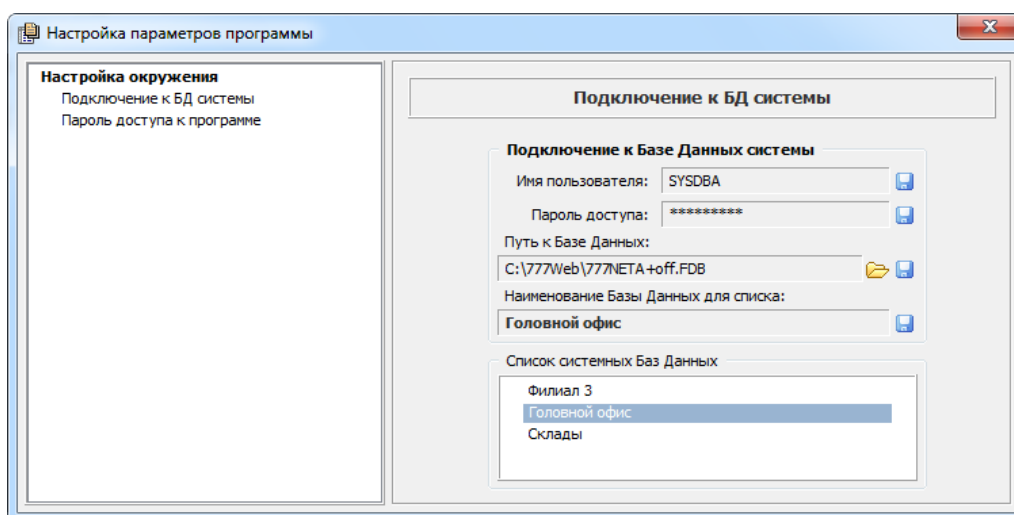 Настройка параметров программы
Настройка окружения
Подключение к БД системы
Пароль доступа к программе
Подключение к БД системы
Подключение к Базе Данных системы
Имя пользователя: SYSDBA
Пароль доступа: *********
Путь к Базе Данных:
C:\777Web\777NETA+off.FDB
Наименование Базы Данных для списка:
Головной офис
Список системных Баз Данных
Филиал 3
Головной офис
Склады